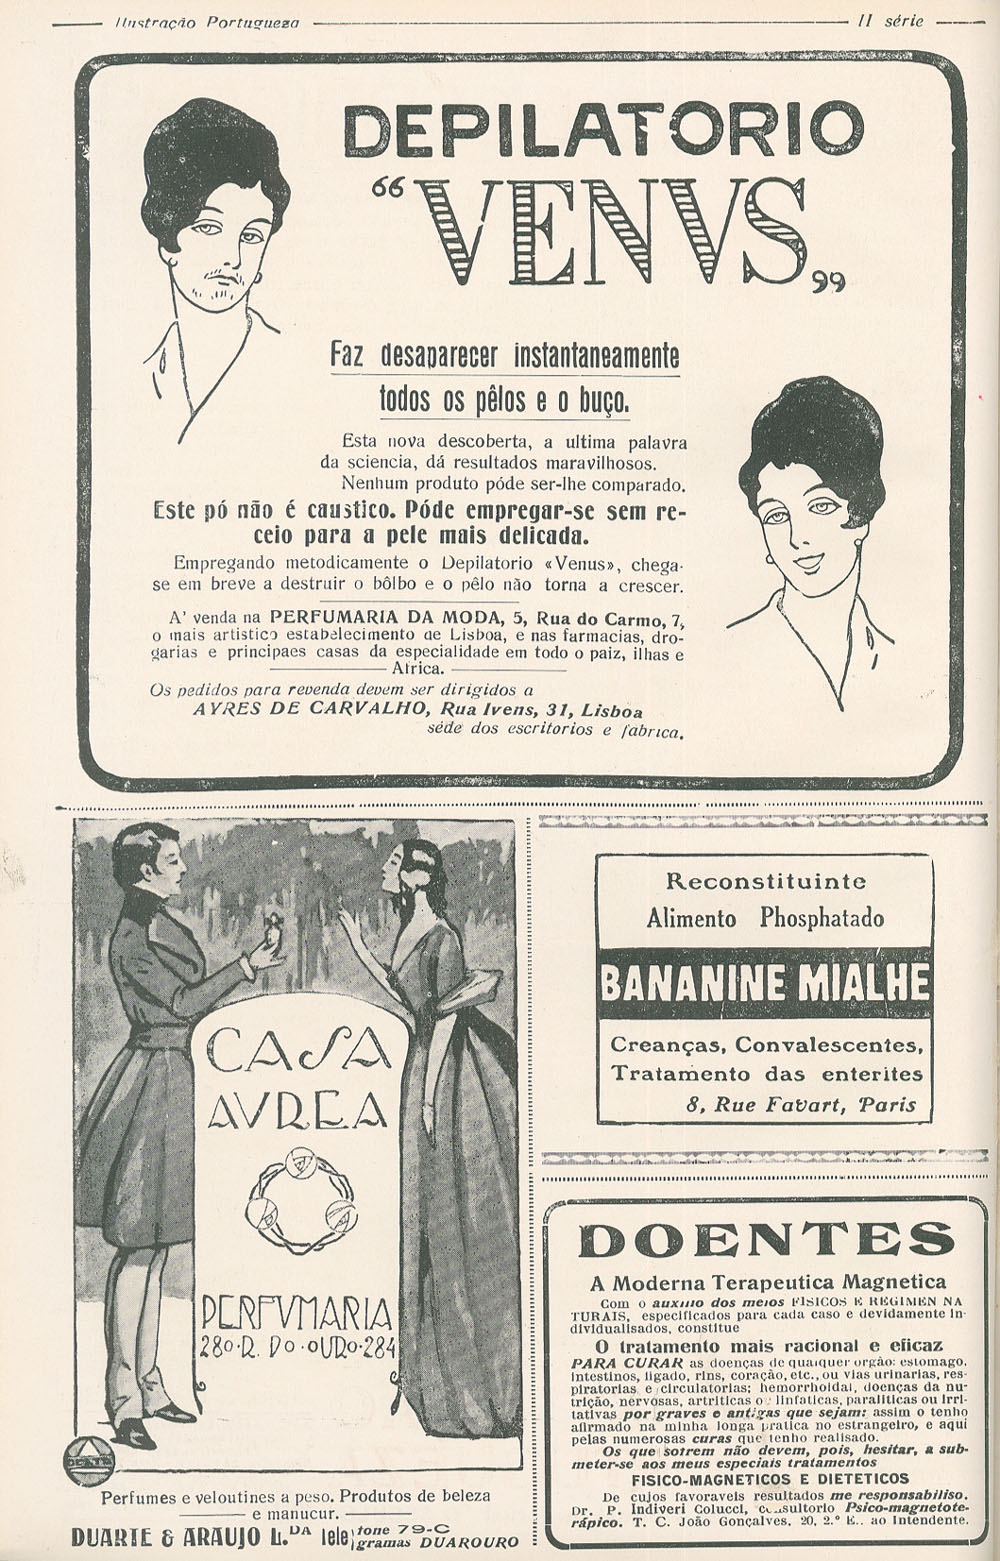 Ilustração Portugueza
II série
DEPILATORIO
“VENVS„
Faz desaparecer instantaneamente
todos os pêlos e o buço.
Esta nova descoberta, a ultima palavra
da sciencia, dá resultados maravilhosos.
Nenhum produto póde ser-lhe comparado.
Este pó não é caustico. Póde empregar-se sem re-
ceio para a pele mais delicada.
Empregando metodicamente o Depilatorio «Venus», chega-
se em breve a destruir o bôlbo e o pêlo não torna a crescer.
A' venda na PERFUMARIA DA MODA, 5, Rua do Carmo, 7,
o mais artistico estabelecimento de Lisboa, e nas farmacias, dro-
garias e principaes casas da especialidade em todo o paiz, ilhas e
Africa.
Os pedidos para revenda devem ser dirigidos a
AYRES DE CARVALHO, Rua Ivens, 31, Lisboa
séde dos escritorios e fabrica.
CASA
AVREA
PERFVMARIA
280·R. DO·OURO·284
Perfumes e veloutines a peso. Produtos de beleza
e manucur.
DUARTE & ARAUJO L.DA tele{fone 79-C
gramas DUAROURO
Reconstituinte
Alimento Phosphatado
BANANINE MIALHE
Creanças, Convalescentes,
Tratamento das enterites
8, Rue Favart, Paris
DOENTES
A Moderna Terapeutica Magnetica
Com o auxilio dos meios FISICOS E REGIMEN NA
TURAIS, especificados para cada caso e devidamente in-
dividualisados, constitue
O tratamento mais racional e eficaz
PARA CURAR as doenças de qualquer orgão: estomago,
intestinos, figado, rins, coração, etc., ou vias urinarias, res-
piratorias e circulatorias; hemorrhoidal, doenças da nu-
trição, nervosas, artriticas ou linfaticas, paraliticas ou irri-
tativas por graves e antigas que sejam: assim o tenho
afirmado na minha longa pratica no estrangeiro, e aqui
pelas numerosas curas que tenho realisado.
Os que sofrem não devem, pois, hesitar, a sub-
meter-se aos meus especiais tratamentos
FISICO-MAGNETICOS E DIETETICOS
De cujos favoraveis resultados me responsabiliso.
Dr. P. Indiveri Colucci, consultorio Psico-magnetote-
rápico. T. C. João Gonçalves, 20, 2.º E.. ao Intendente.